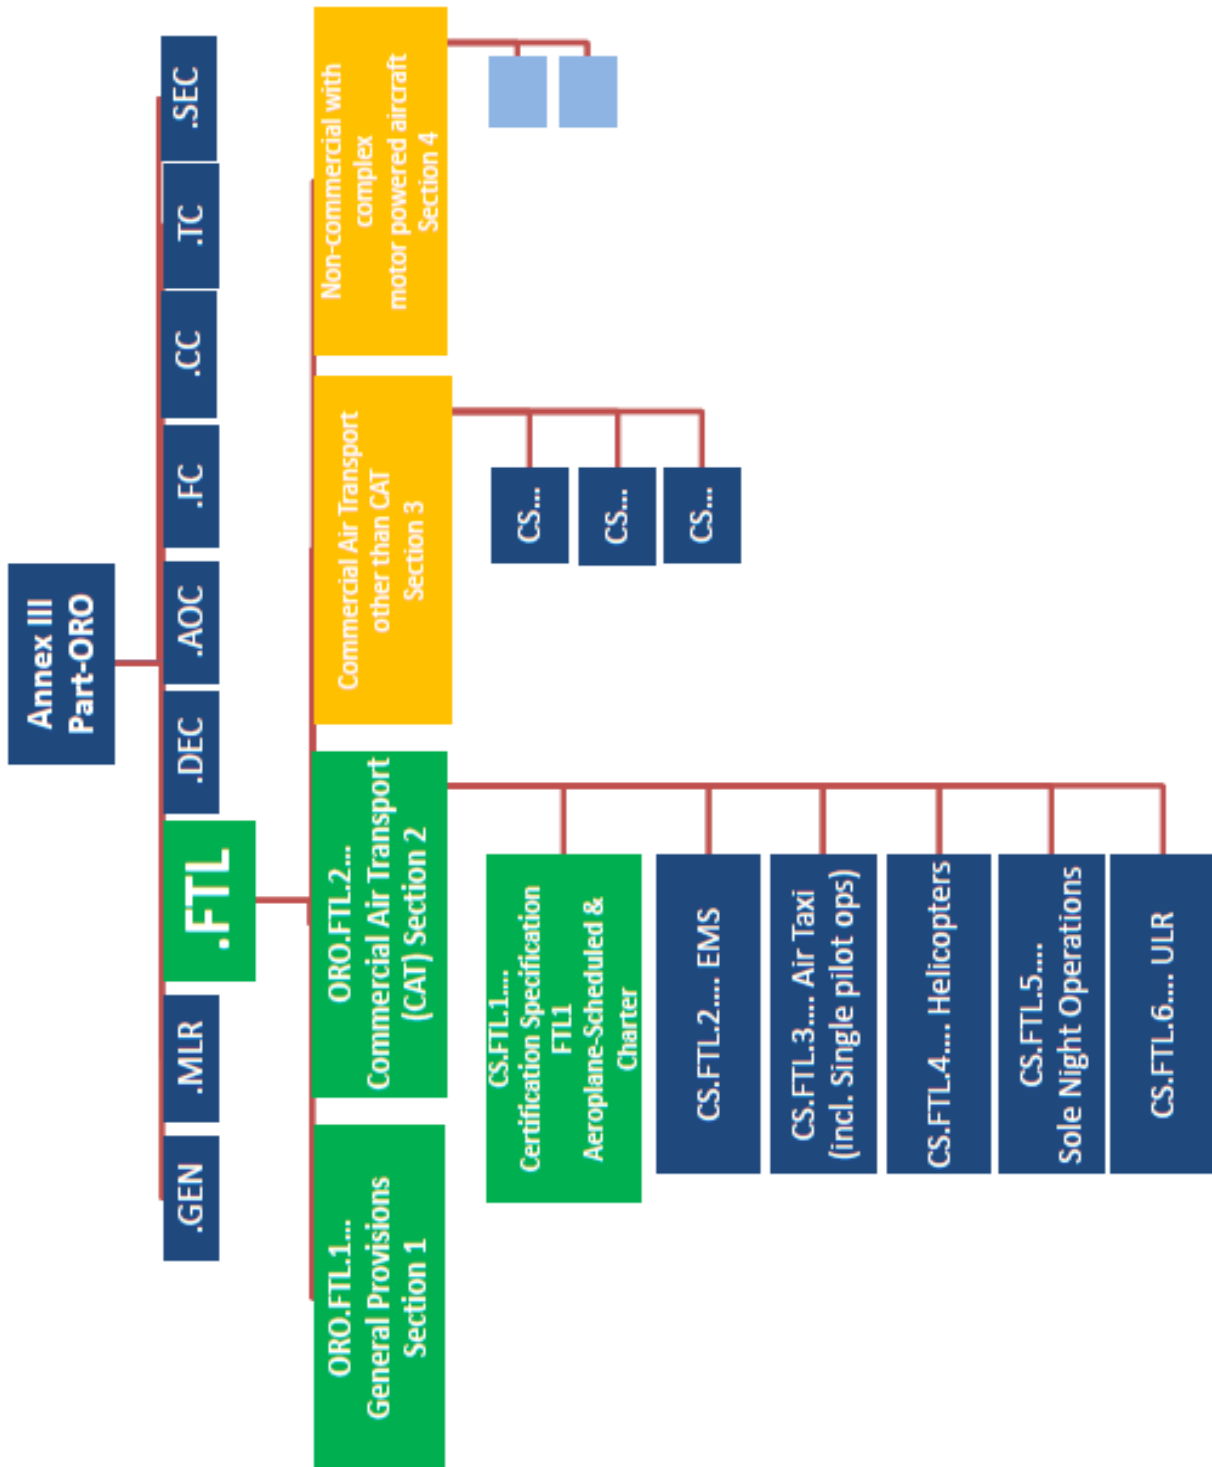 Annex III
Part-ORO
.GEN
.MLR
.FTL
.DEC
.AOC
.FC
.CC
.TC
.SEC
ORO.FTL.1...
General Provisions
Section 1
ORO.FTL.2...
Commercial Air Transport
(CAT) Section 2
Commercial Air Transport
other than CAT
Section 3
Non-commercial with
complex
motor powered aircraft
Section 4
CS.FTL.1....
Certification Specification
FTL1
Aeroplane-Scheduled &
Charter
CS.FTL.2.... EMS
CS.FTL.3.... Air Taxi
(incl. Single pilot ops)
CS.FTL.4.... Helicopters
CS.FTL.5....
Sole Night Operations
CS.FTL.6.... ULR
CS...
CS...
CS...